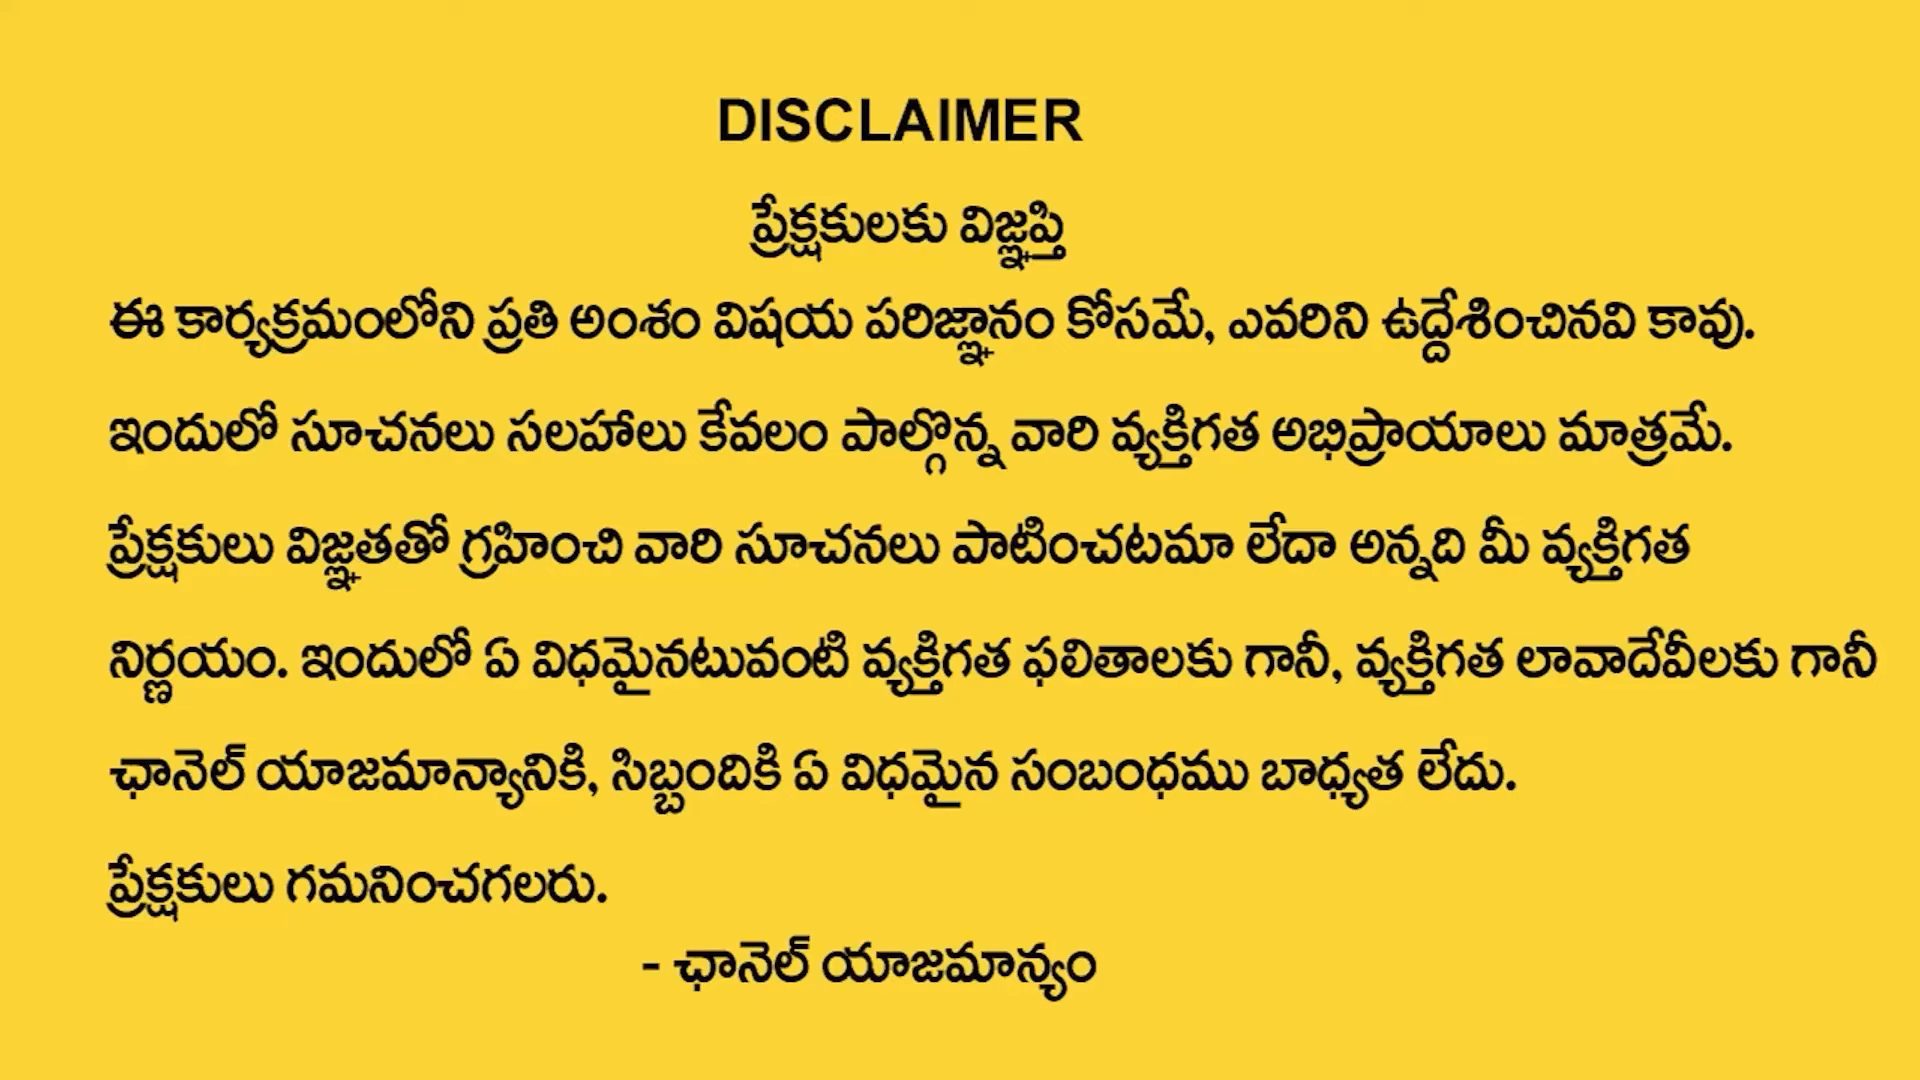 DISCLAIMER
ప్రేక్షకులకు విజ్ఞప్తి
ఈ కార్యక్రమంలోని ప్రతి అంశం విషయ పరిజ్ఞానం కోసమే, ఎవరిని ఉద్దేశించినవి కావు.
ఇందులో సూచనలు సలహాలు కేవలం పాల్గొన్న వారి వ్యక్తిగత అభిప్రాయాలు మాత్రమే.
ప్రేక్షకులు విజ్ఞతతో గ్రహించి వారి సూచనలు పాటించటమా లేదా అన్నది మీ వ్యక్తిగత
నిర్ణయం. ఇందులో ఏ విధమైనటువంటి వ్యక్తిగత ఫలితాలకు గానీ, వ్యక్తిగత లావాదేవీలకు గానీ
ఛానెల్ యాజమాన్యానికి, సిబ్బందికి ఏ విధమైన సంబంధము బాధ్యత లేదు.
ప్రేక్షకులు గమనించగలరు.
- ఛానెల్ యాజమాన్యం